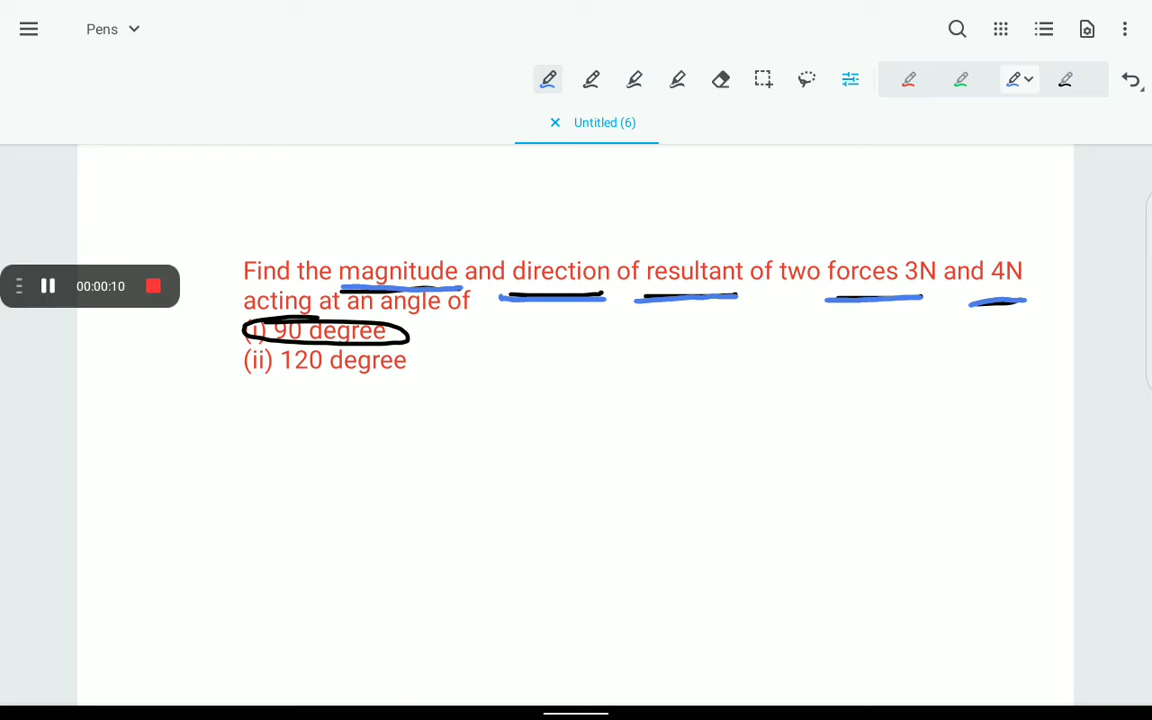 Pens
Untitled (6)
Find the magnitude and direction of resultant of two forces 3N and 4N
00:00:10
acting at an angle of
(i) 90 degree
(ii) 120 degree